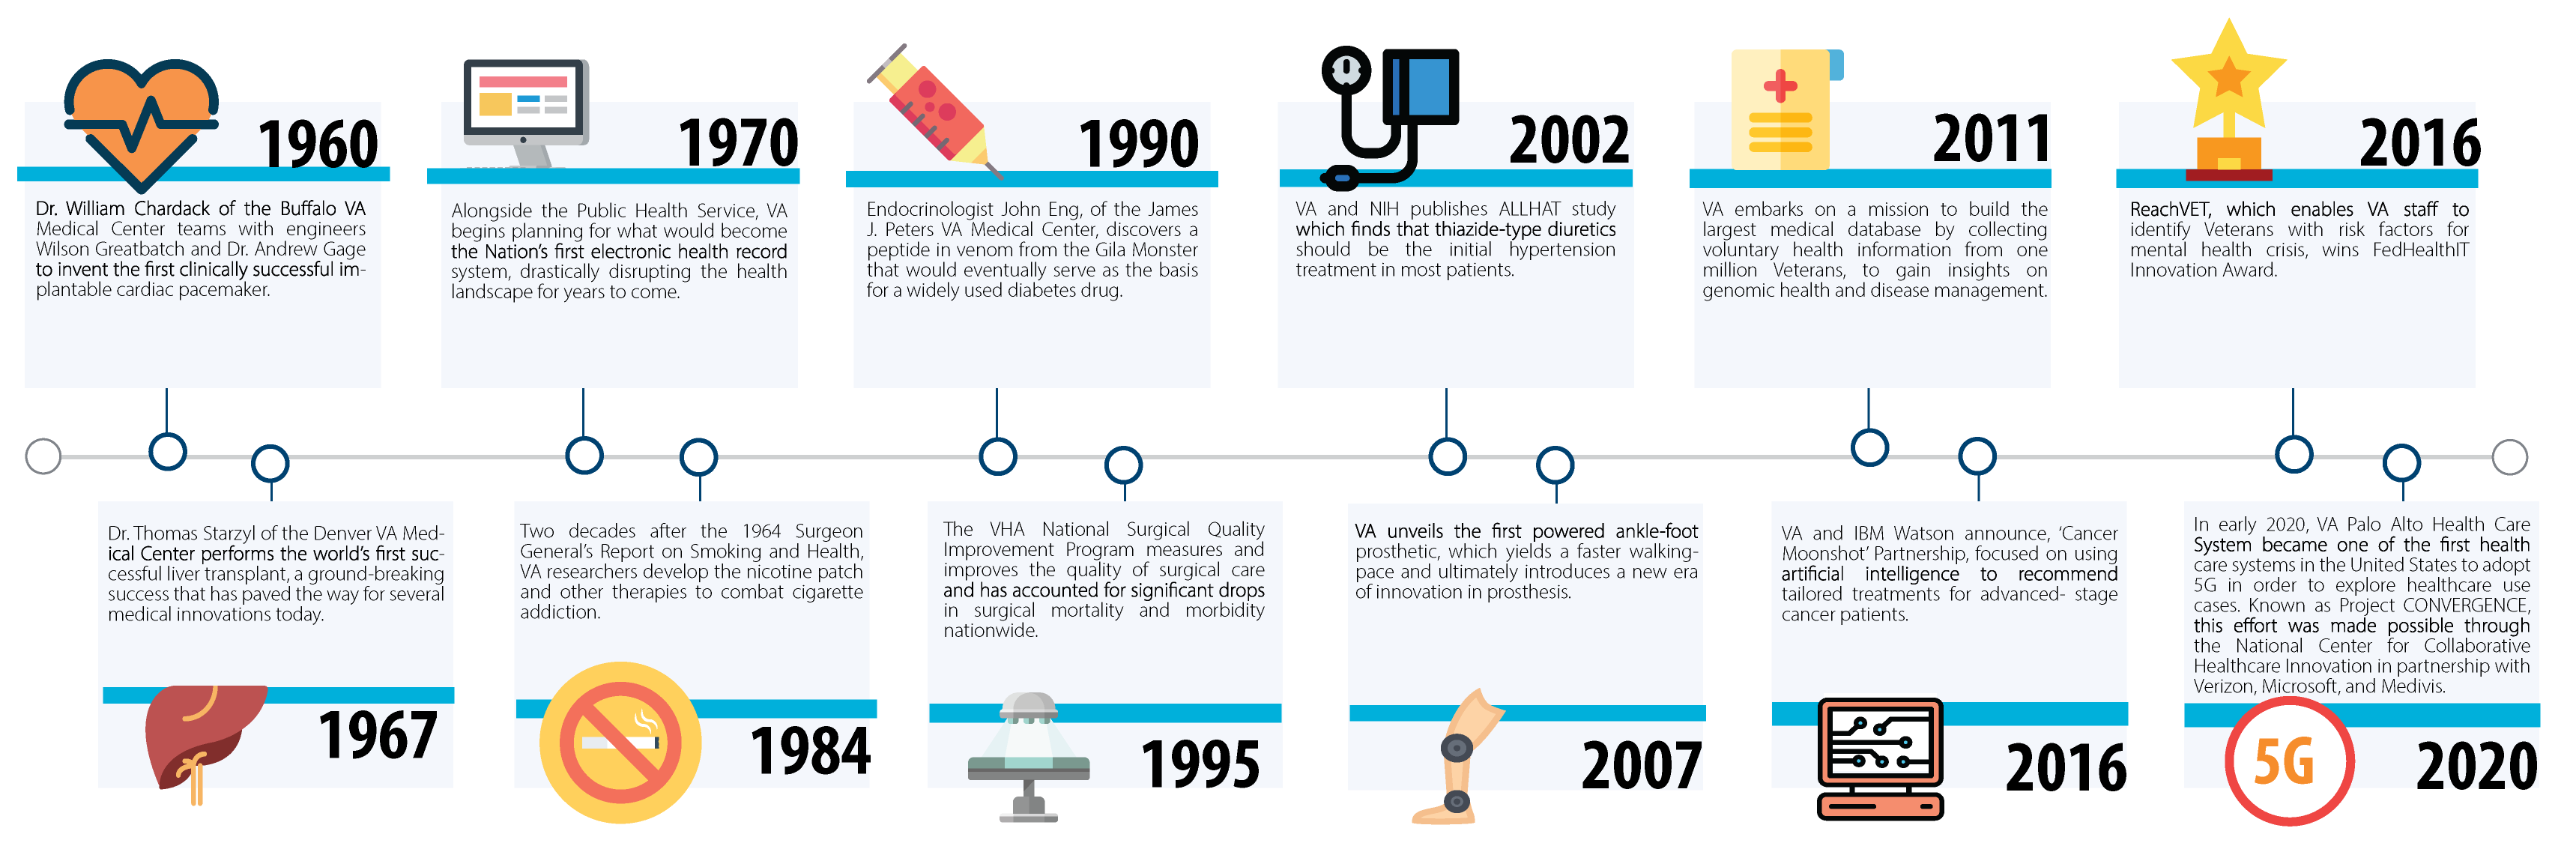 1960
Dr. William Chardack of the Buffalo VA
Medical Center teams with engineers
Wilson Greatbatch and Dr. Andrew Gage
to invent the first clinically successful im-
plantable cardiac pacemaker.
1970
Alongside the Public Health Service, VA
begins planning for what would become
the Nation's first electronic health record
system, drastically disrupting the health
landscape for years to come.
1990
Endocrinologist John Eng, of the James
J. Peters VA Medical Center, discovers a
peptide in venom from the Gila Monster
that would eventually serve as the basis
for a widely used diabetes drug.
2002
VA and NIH publishes ALLHAT study
which finds that thiazide-type diuretics
should be the initial hypertension
treatment in most patients.
2011
VA embarks on a mission to build the
largest medical database by collecting
voluntary health information from one
million Veterans, to gain insights on
genomic health and disease management.
2016
ReachVET, which enables VA staff to
identify Veterans with risk factors for
mental health crisis, wins FedHealthIT
Innovation Award.
Dr. Thomas Starzyl of the Denver VA Med-
ical Center performs the world's first suc-
cessful liver transplant, a ground-breaking
success that has paved the way for several
medical innovations today.
1967
Two decades after the 1964 Surgeon
General's Report on Smoking and Health,
VA researchers develop the nicotine patch
and other therapies to combat cigarette
addiction.
1984
The VHA National Surgical Quality
Improvement Program measures and
improves the quality of surgical care
and has accounted for significant drops
in surgical mortality and morbidity
nationwide.
1995
VA unveils the first powered ankle-foot
prosthetic, which yields a faster walking-
pace and ultimately introduces a new era
of innovation in prosthesis.
2007
VA and IBM Watson announce, 'Cancer
Moonshot' Partnership, focused on using
artificial intelligence to recommend
tailored treatments for advanced- stage
cancer patients.
2016
In early 2020, VA Palo Alto Health Care
System became one of the first health
care systems in the United States to adopt
5G in order to explore healthcare use
cases. Known as Project CONVERGENCE,
this effort was made possible through
the National Center for Collaborative
Healthcare Innovation in partnership with
Verizon, Microsoft, and Medivis.
5G
2020